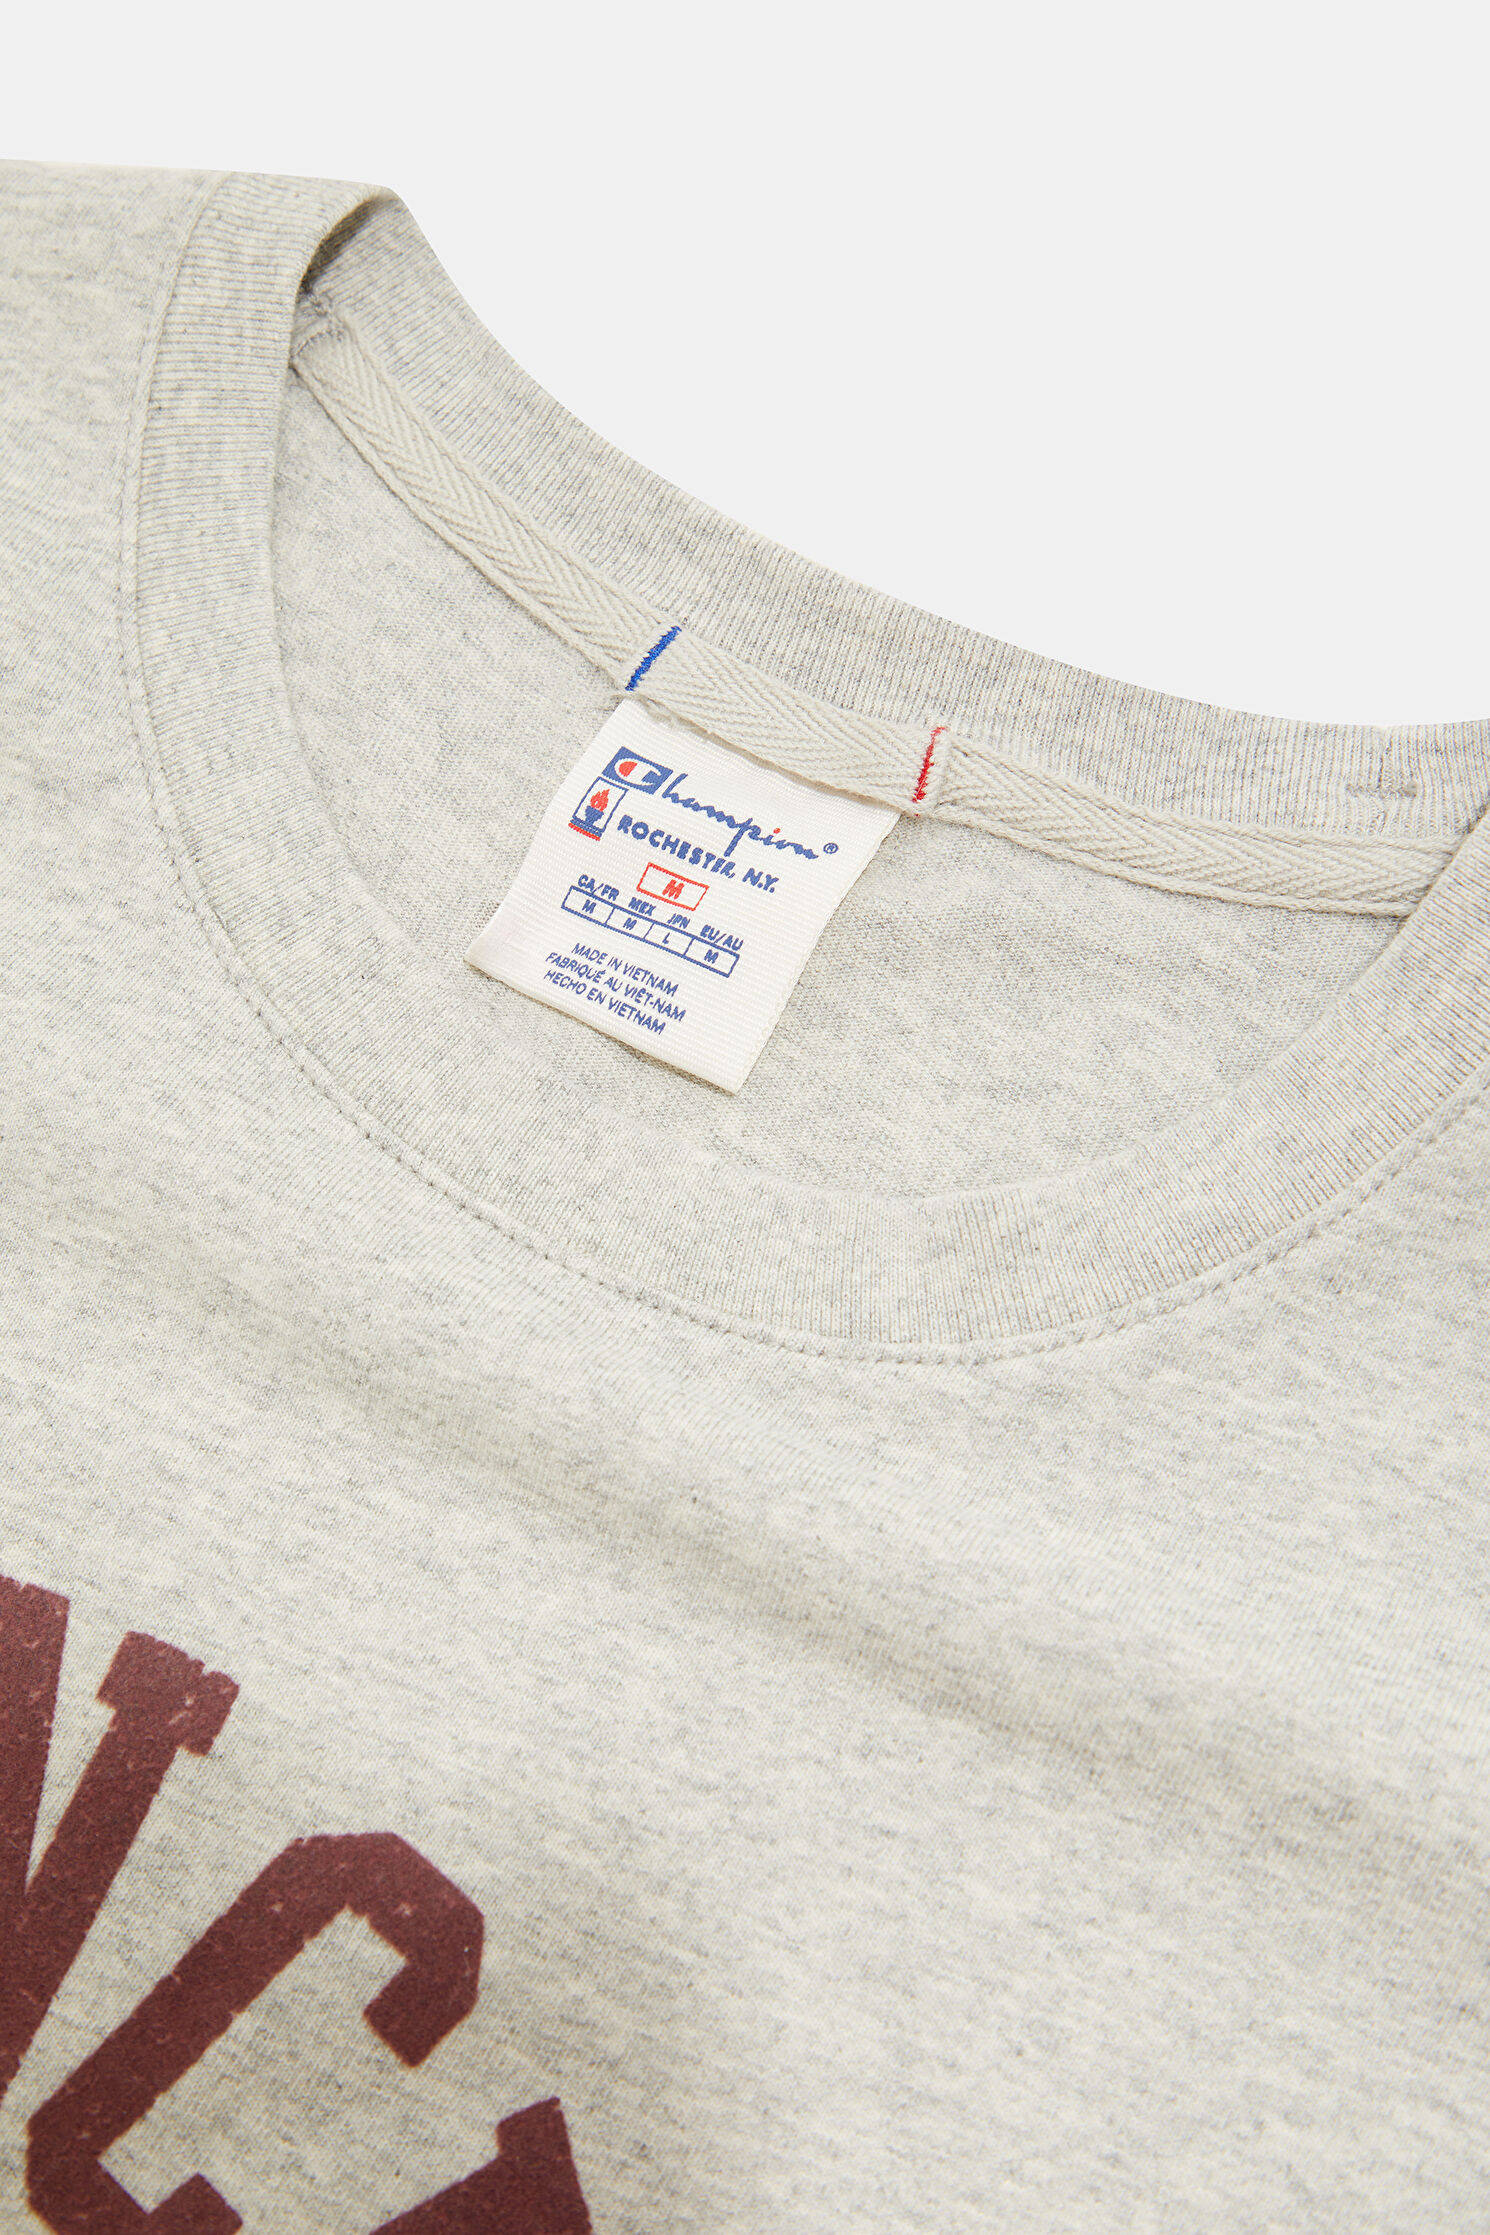 Champion®
ROCHESTER, N.Y.
M
CA/FR MEX JPN EU/AU
M M L M
MADE IN VIETNAM
FABRIQUÉ AU VIÊT-NAM
HECHO EN VIETNAM